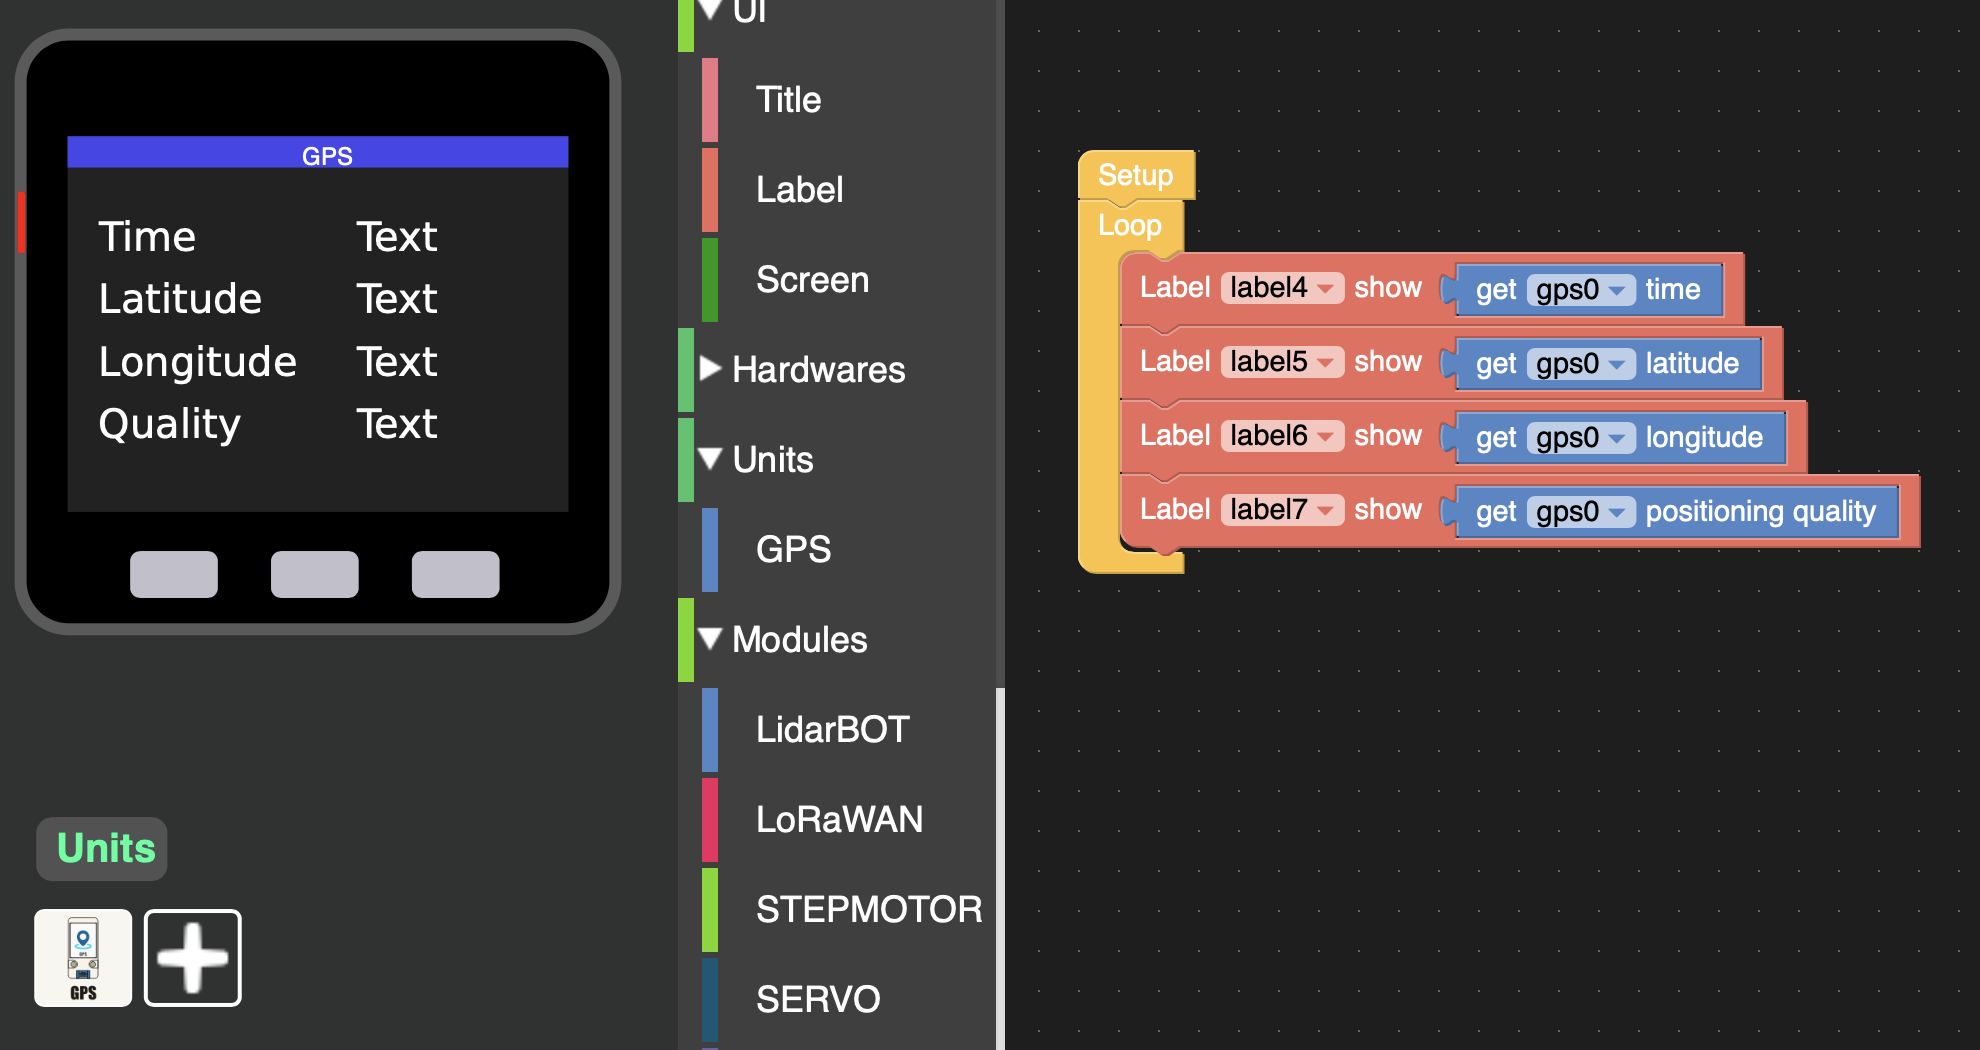 GPS
Time Text
Latitude Text
Longitude Text
Quality Text
Units
GPS
UI
Title
Label
Screen
Hardwares
Units
GPS
Modules
LidarBOT
LoRaWAN
STEPMOTOR
SERVO
Setup
Loop
Label label4 show get gps0 time
Label label5 show get gps0 latitude
Label label6 show get gps0 longitude
Label label7 show get gps0 positioning quality